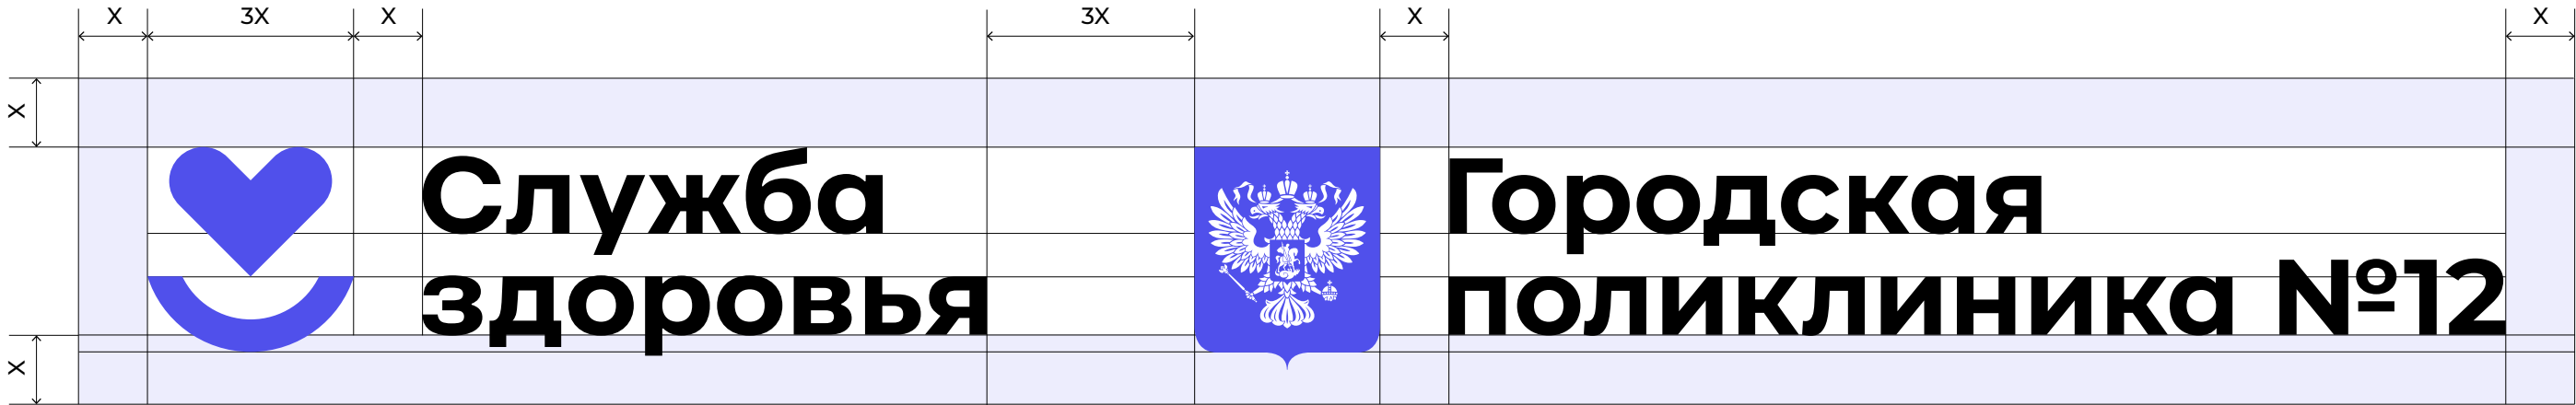 X 3X X 3X X X
X
Служба
здоровья
Городская
поликлиника №12
X